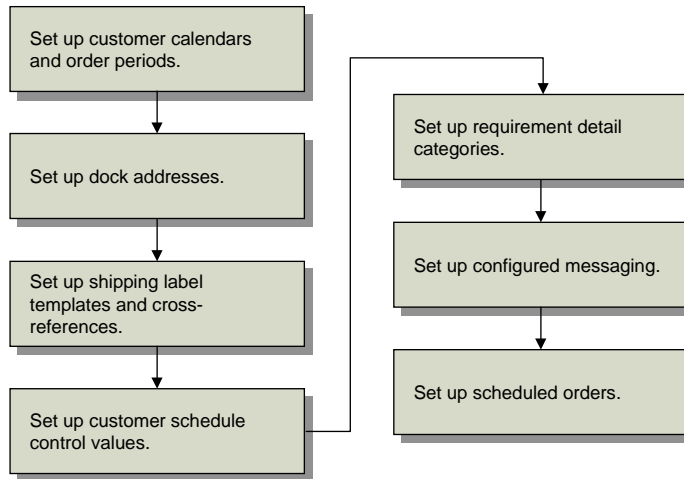 Set up customer calendars
and order periods.
Set up dock addresses.
Set up shipping label
templates and cross-
references.
Set up customer schedule
control values.
Set up requirement detail
categories.
Set up configured messaging.
Set up scheduled orders.